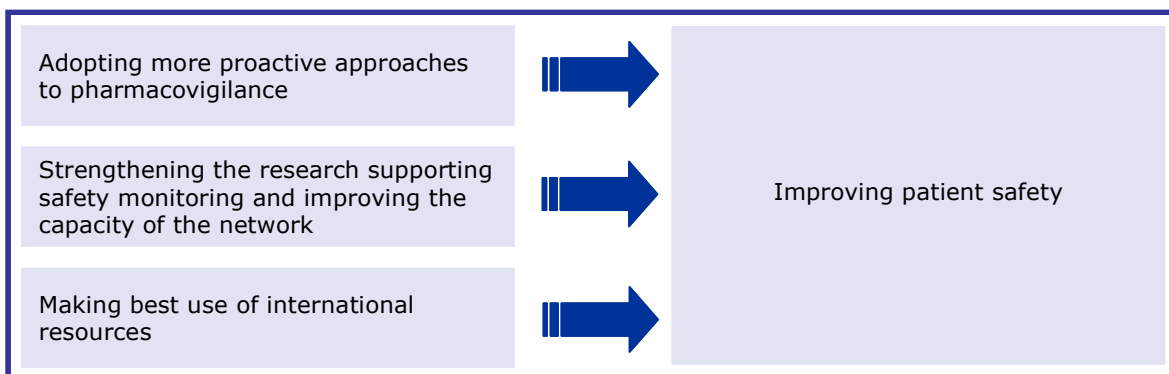 Adopting more proactive approaches
to pharmacovigilance
Strengthening the research supporting
safety monitoring and improving the
capacity of the network
Making best use of international
resources
Improving patient safety